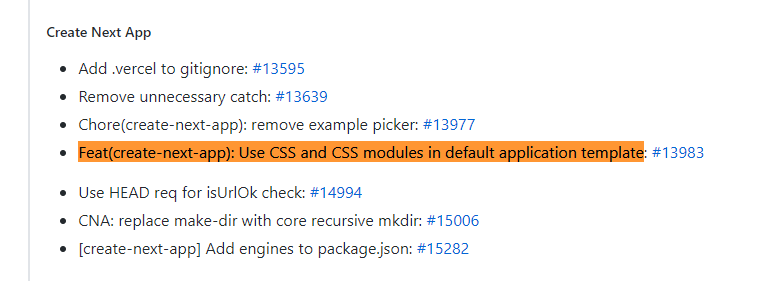 Create Next App
Add .vercel to gitignore: #13595
Remove unnecessary catch: #13639
Chore(create-next-app): remove example picker: #13977
Feat(create-next-app): Use CSS and CSS modules in default application template: #13983
Use HEAD req for isUrlOk check: #14994
CNA: replace make-dir with core recursive mkdir: #15006
[create-next-app] Add engines to package.json: #15282